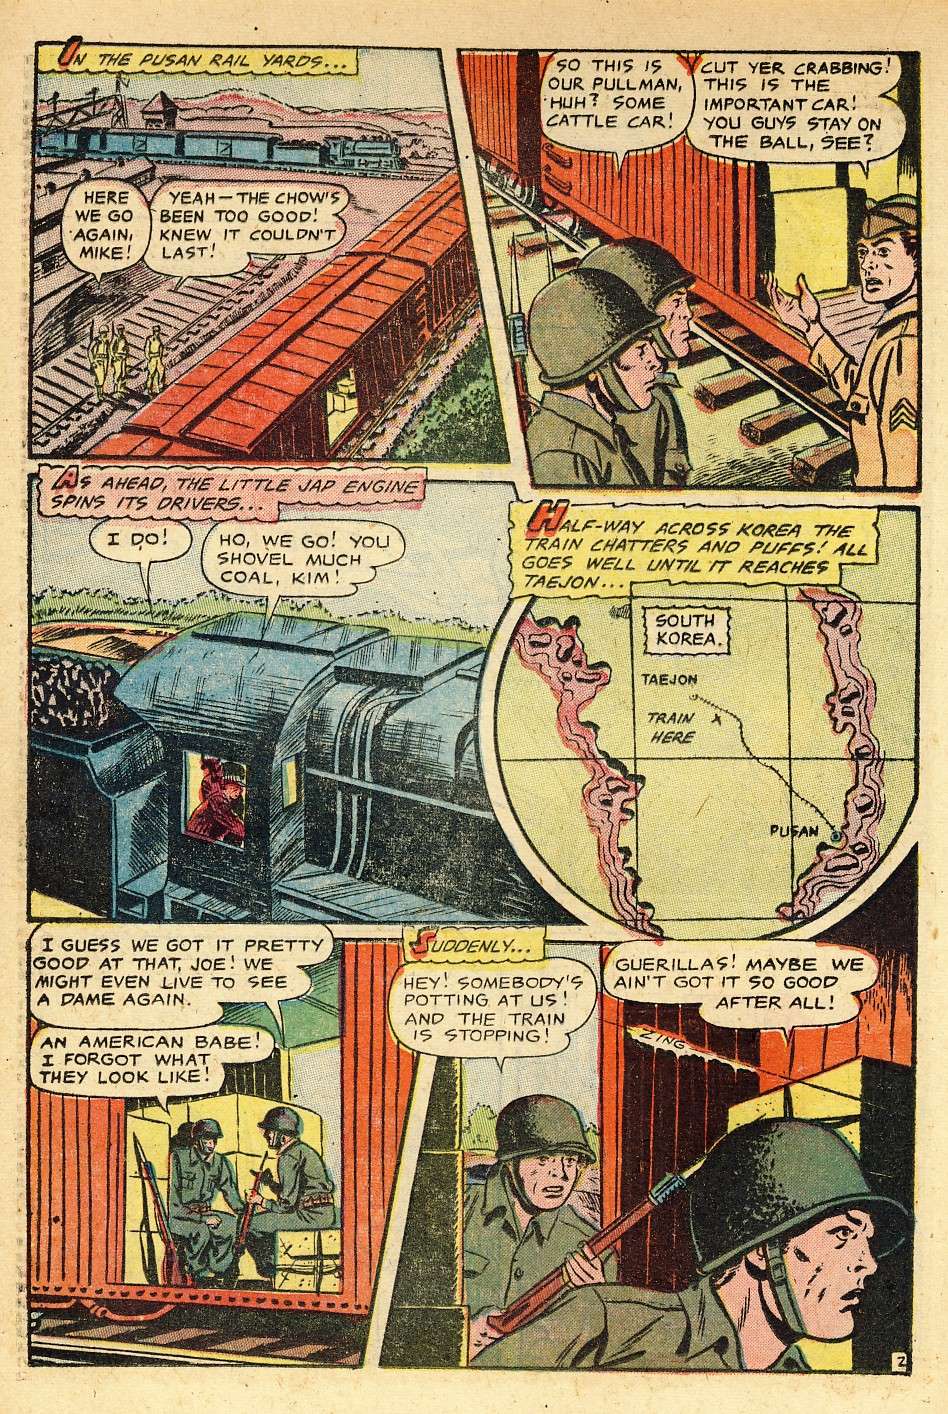 IN THE PUSAN RAIL YARDS...
HERE
WE GO
AGAIN,
MIKE!
YEAH — THE CHOW'S
BEEN TOO GOOD!
KNEW IT COULDN'T
LAST!
SO THIS IS
OUR PULLMAN,
HUH? SOME
CATTLE CAR!
CUT YER CRABBING!
THIS IS THE
IMPORTANT CAR!
YOU GUYS STAY ON
THE BALL, SEE?
AS AHEAD, THE LITTLE JAP ENGINE
SPINS ITS DRIVERS...
I DO!
HO, WE GO! YOU
SHOVEL MUCH
COAL, KIM!
HALF-WAY ACROSS KOREA THE
TRAIN CHATTERS AND PUFFS! ALL
GOES WELL UNTIL IT REACHES
TAEJON...
SOUTH
KOREA.
TAEJON
TRAIN
HERE
X
PUSAN
I GUESS WE GOT IT PRETTY
GOOD AT THAT, JOE! WE
MIGHT EVEN LIVE TO SEE
A DAME AGAIN.
AN AMERICAN BABE!
I FORGOT WHAT
THEY LOOK LIKE!
SUDDENLY...
HEY! SOMEBODY'S
POTTING AT US!
AND THE TRAIN
IS STOPPING!
GUERILLAS! MAYBE WE
AIN'T GOT IT SO GOOD
AFTER ALL!
ZING
2